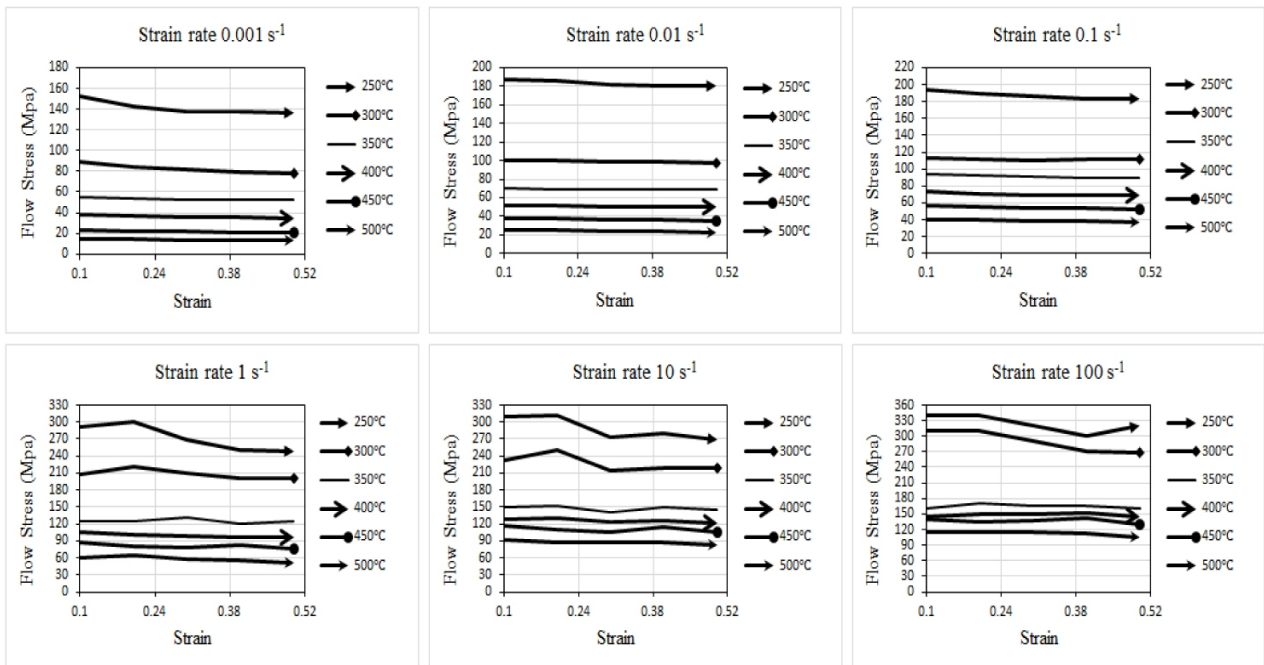 Strain rate 0.001 s-1
Flow Stress (Mpa)
180
160
140
120
100
80
60
40
20
0
0.1 0.24 0.38 0.52
Strain
250°C
300°C
350°C
400°C
450°C
500°C
Strain rate 0.01 s-1
Flow Stress (Mpa)
200
180
160
140
120
100
80
60
40
20
0
0.1 0.24 0.38 0.52
Strain
250°C
300°C
350°C
400°C
450°C
500°C
Strain rate 0.1 s-1
Flow Stress (Mpa)
220
200
180
160
140
120
100
80
60
40
20
0
0.1 0.24 0.38 0.52
Strain
250°C
300°C
350°C
400°C
450°C
500°C
Strain rate 1 s-1
Flow Stress (Mpa)
330
300
270
240
210
180
150
120
90
60
30
0
0.1 0.24 0.38 0.52
Strain
250°C
300°C
350°C
400°C
450°C
500°C
Strain rate 10 s-1
Flow Stress (Mpa)
330
300
270
240
210
180
150
120
90
60
30
0
0.1 0.24 0.38 0.52
Strain
250°C
300°C
350°C
400°C
450°C
500°C
Strain rate 100 s-1
Flow Stress (Mpa)
360
330
300
270
240
210
180
150
120
90
60
30
0
0.1 0.24 0.38 0.52
Strain
250°C
300°C
350°C
400°C
450°C
500°C